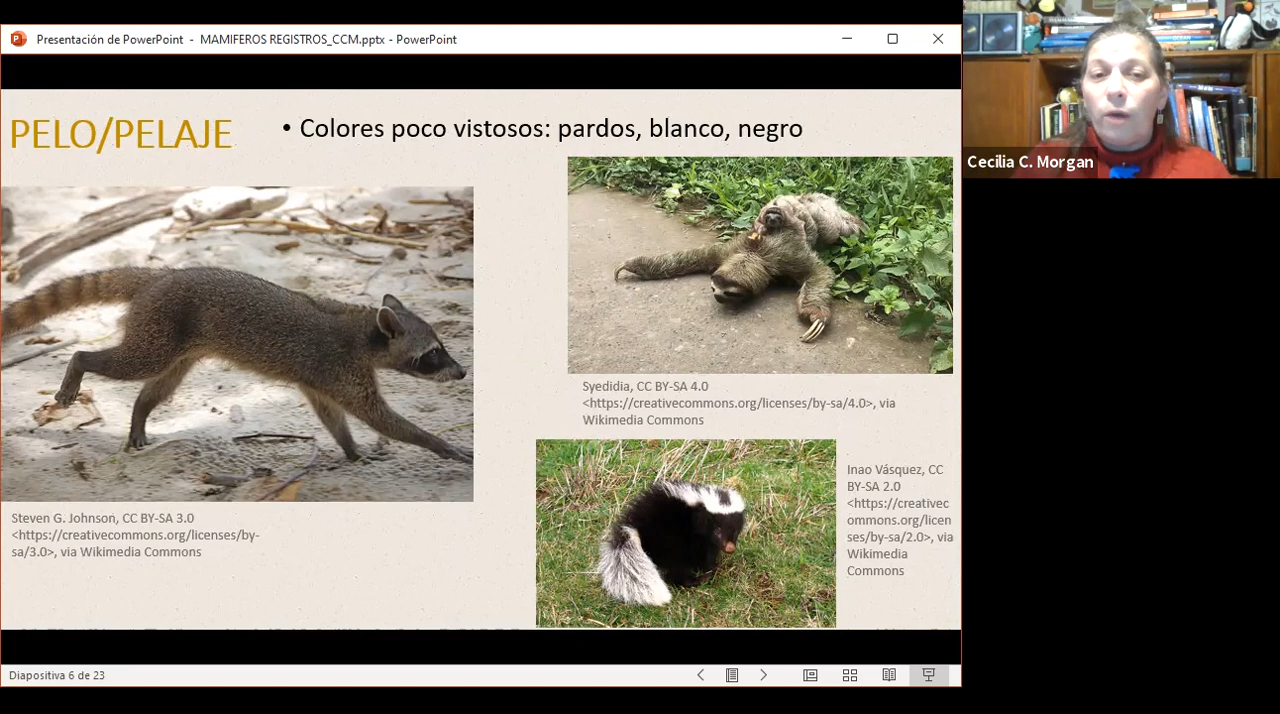 Presentación de PowerPoint - MAMIFEROS REGISTROS_CCM.pptx - PowerPoint
PELO/PELAJE
• Colores poco vistosos: pardos, blanco, negro
Cecilia C. Morgan
Syedidia, CC BY-SA 4.0
<https://creativecommons.org/licenses/by-sa/4.0>, via
Wikimedia Commons
Steven G. Johnson, CC BY-SA 3.0
<https://creativecommons.org/licenses/by-
sa/3.0>, via Wikimedia Commons
Inao Vásquez, CC
BY-SA 2.0
<https://creativec
ommons.org/licen
ses/by-sa/2.0>, via
Wikimedia
Commons
Diapositiva 6 de 23